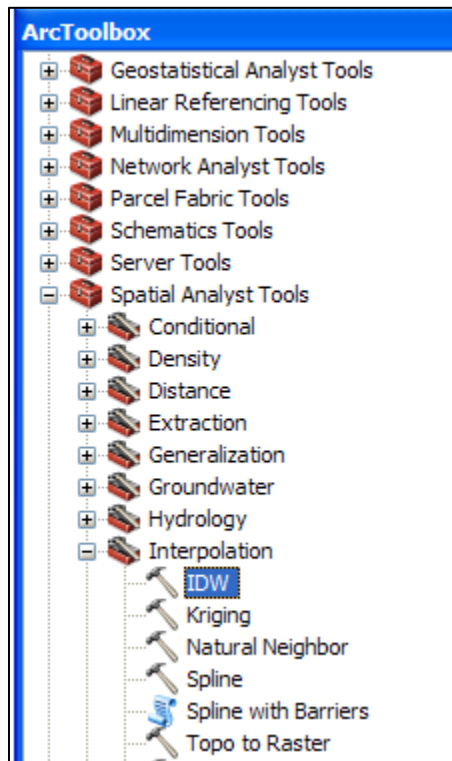 ArcToolbox
Geostatistical Analyst Tools
Linear Referencing Tools
Multidimension Tools
Network Analyst Tools
Parcel Fabric Tools
Schematics Tools
Server Tools
Spatial Analyst Tools
Conditional
Density
Distance
Extraction
Generalization
Groundwater
Hydrology
Interpolation
IDW
Kriging
Natural Neighbor
Spline
Spline with Barriers
Topo to Raster